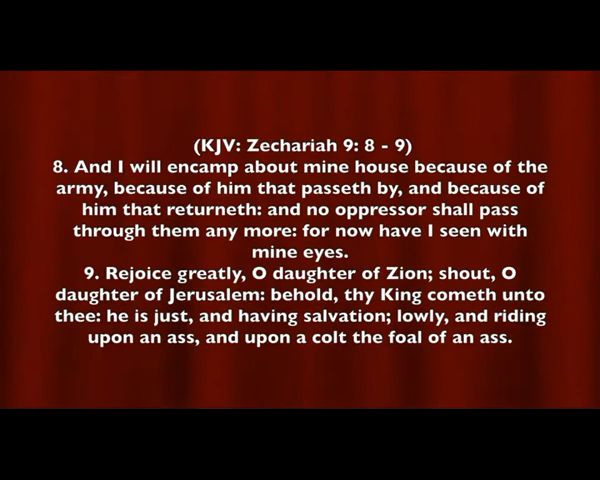 (KJV: Zechariah 9: 8 - 9)
8. And I will encamp about mine house because of the
army, because of him that passeth by, and because of
him that returneth: and no oppressor shall pass
through them any more: for now have I seen with
mine eyes.
9. Rejoice greatly, O daughter of Zion; shout, O
daughter of Jerusalem: behold, thy King cometh unto
thee: he is just, and having salvation; lowly, and riding
upon an ass, and upon a colt the foal of an ass.